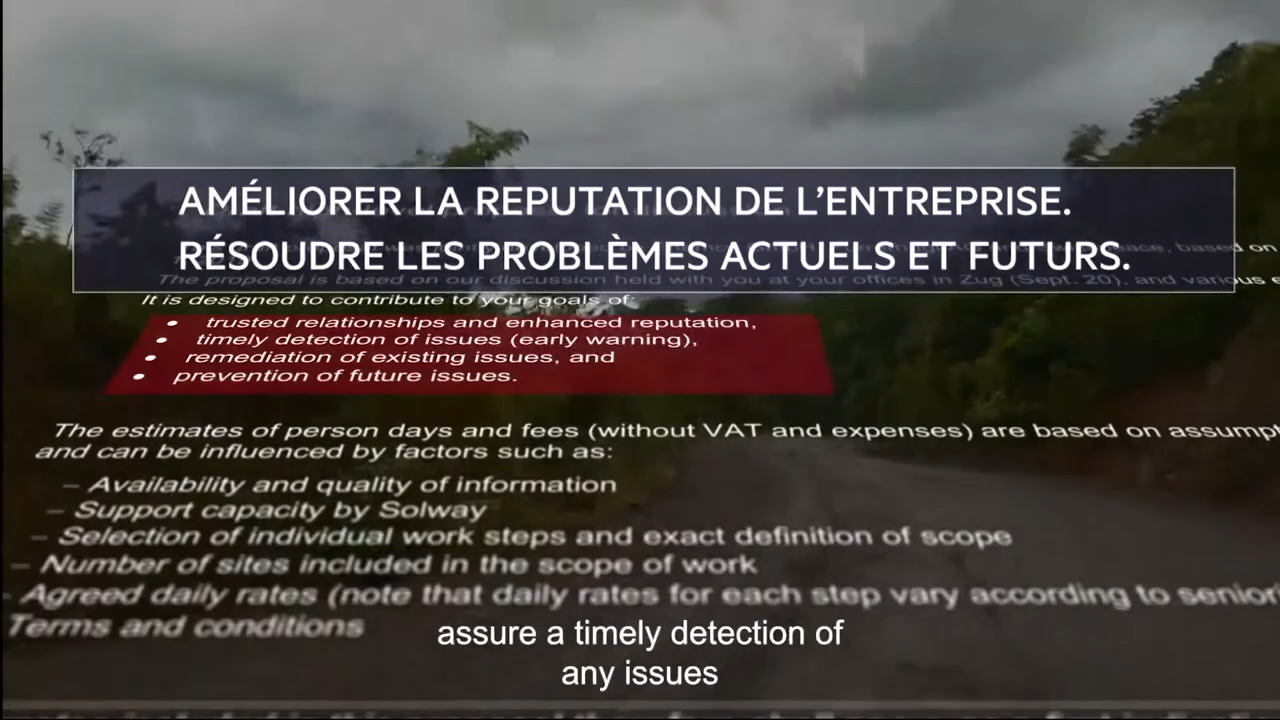 AMÉLIORER LA REPUTATION DE L’ENTREPRISE.
RÉSOUDRE LES PROBLÈMES ACTUELS ET FUTURS.
based on
The proposal is based on our discussion held with you at your offices in Zug (Sept. 20), and various
It is designed to contribute to your goals of:
• trusted relationships and enhanced reputation,
• timely detection of issues (early warning),
• remediation of existing issues, and
• prevention of future issues.
The estimates of person days and fees (without VAT and expenses) are based on assumpt
and can be influenced by factors such as:
– Availability and quality of information
– Support capacity by Solway
– Selection of individual work steps and exact definition of scope
– Number of sites included in the scope of work
- Agreed daily rates (note that daily rates for each step vary according to senior
Terms and conditions
assure a timely detection of
any issues